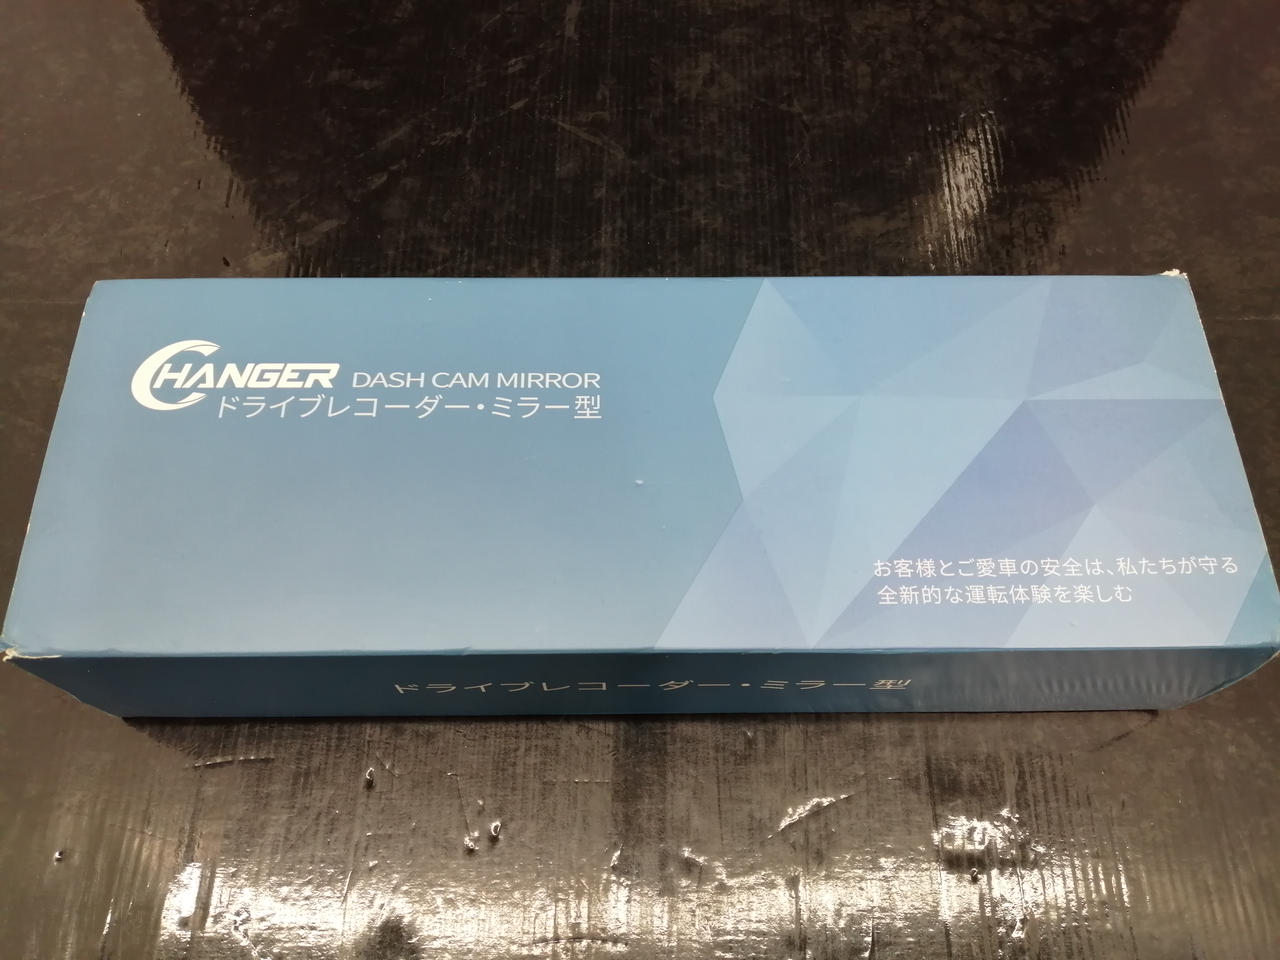 CHANGER DASH CAM MIRROR
ドライブレコーダー・ミラー型
お客様とご愛車の安全は、私たちが守る
全新的な運転体験を楽しむ
ドライブレコーダー・ミラー型